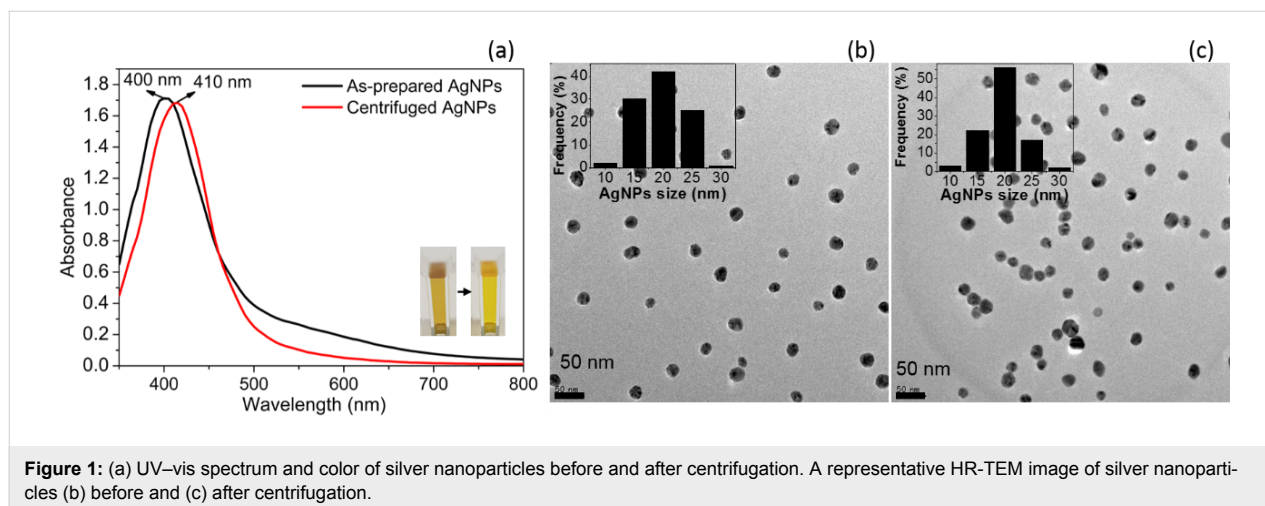 (a)
400 nm
410 nm
As-prepared AgNPs
Centrifuged AgNPs
1.8
1.6
1.4
1.2
1.0
0.8
0.6
0.4
0.2
0.0
Absorbance
400 500 600 700 800
Wavelength (nm)
(b)
40
30
20
10
0
Frequency (%)
10 15 20 25 30
AgNPs size (nm)
50 nm
50 nm
(c)
50
40
30
20
10
0
Frequency (%)
10 15 20 25 30
AgNPs size (nm)
50 nm
50 nm
Figure 1: (a) UV–vis spectrum and color of silver nanoparticles before and after centrifugation. A representative HR-TEM image of silver nanoparti-
cles (b) before and (c) after centrifugation.